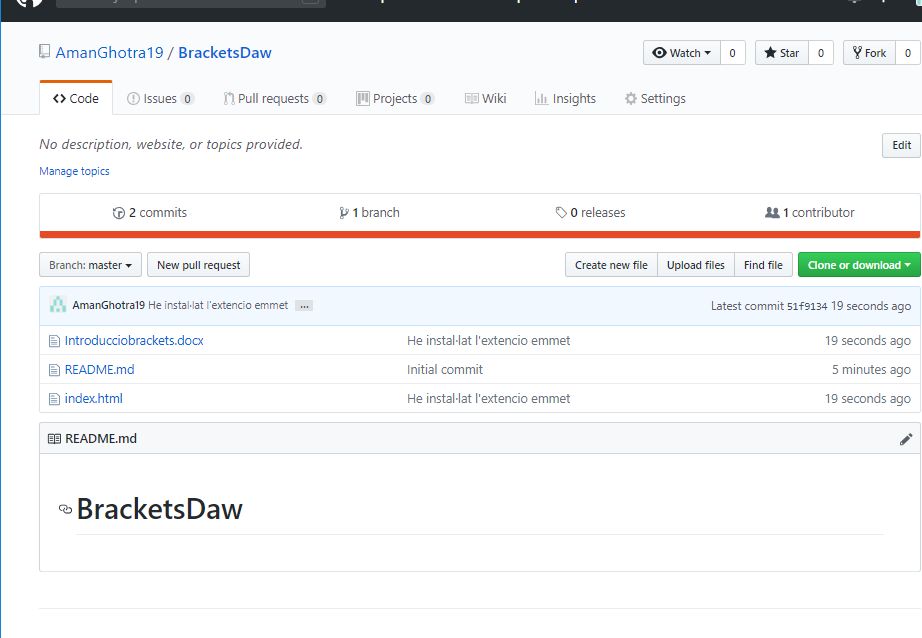 AmanGhotra19 / BracketsDaw
Watch 0 Star 0 Fork 0
Code Issues 0 Pull requests 0 Projects 0 Wiki Insights Settings
No description, website, or topics provided. Edit
Manage topics
2 commits 1 branch 0 releases 1 contributor
Branch: master New pull request Create new file Upload files Find file Clone or download
AmanGhotra19 He instal·lat l'extencio emmet ... Latest commit 51f9134 19 seconds ago
Introducciobrackets.docx He instal·lat l'extencio emmet 19 seconds ago
README.md Initial commit 5 minutes ago
index.html He instal·lat l'extencio emmet 19 seconds ago
README.md
BracketsDaw